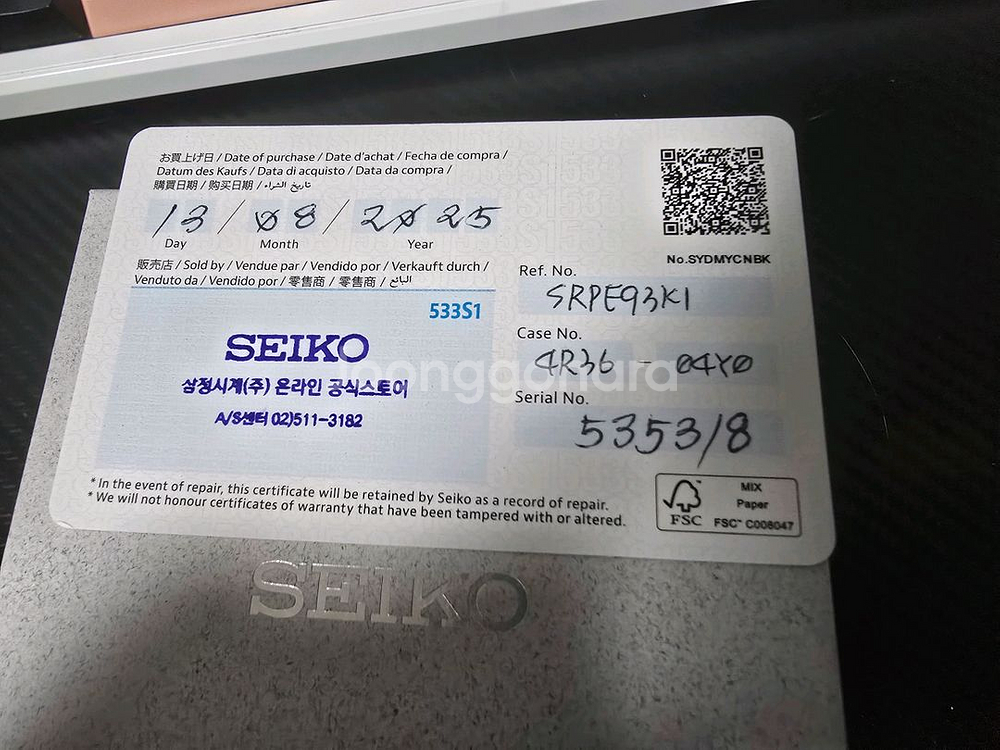 お買上げ日 / Date of purchase / Date d'achat / Fecha de compra /
Datum des Kaufs / Data di acquisto / Data da compra /
購買日期 / 购买日期 / تاريخ الشراء
13 / 08 / 2025
Day Month Year
販売店 / Sold by / Vendue par / Vendido por / Verkauft durch /
Venduto da / Vendido por / 零售商 / 零售商 / البائع
533S1
SEIKO
삼정시계(주) 온라인 공식스토어
A/S센터 02)511-3182
No.SYDMYCNBK
Ref. No.
SRPE93K1
Case No.
4R36 - 04Y0
Serial No.
535318
* In the event of repair, this certificate will be retained by Seiko as a record of repair.
* We will not honour certificates of warranty that have been tampered with or altered.
FSC
MIX
Paper
FSC™ C008047
joonggonara
SEIKO